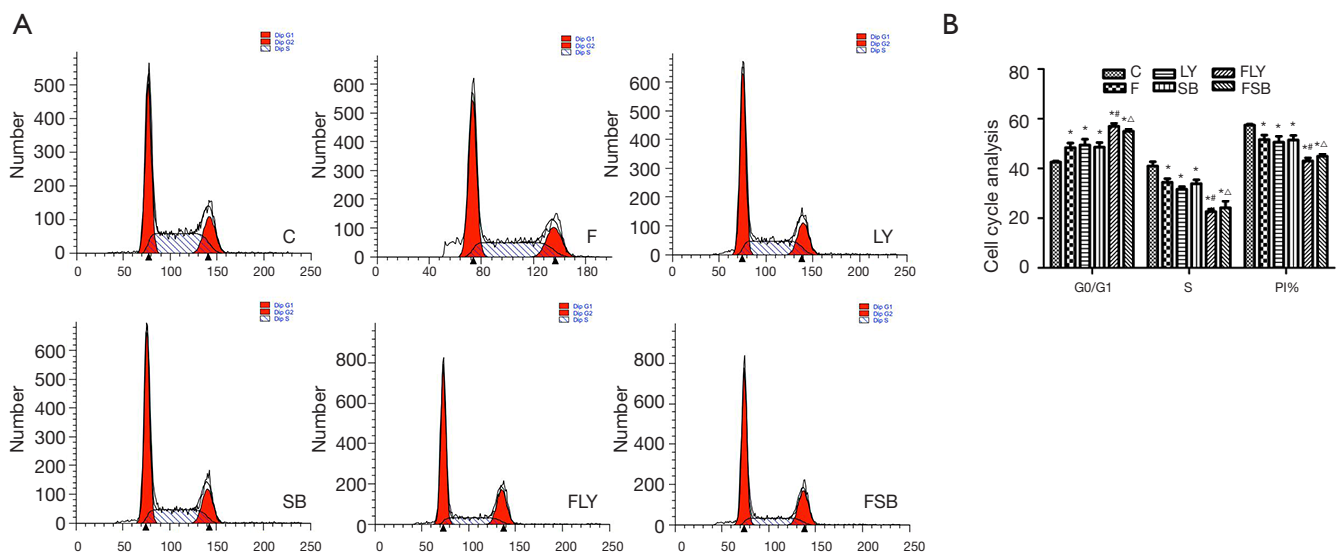 A
B
Dip G1
Dip G2
Dip S
Number
500
400
300
200
100
0
0 50 100 150 200 250
C
Dip G1
Dip G2
Dip S
Number
600
500
400
300
200
100
0
0 40 80 120 180
F
Dip G1
Dip G2
Dip S
Number
600
400
300
200
100
0
0 50 100 150 200 250
LY
Dip G1
Dip G2
Dip S
Number
600
500
400
300
200
100
0
0 50 100 150 200 250
SB
Dip G1
Dip G2
Dip S
Number
800
600
400
200
0
0 50 100 150 200 250
FLY
Dip G1
Dip G2
Dip S
Number
800
600
400
200
0
0 50 100 150 200 250
FSB
Cell cycle analysis
80
60
40
20
0
C LY FLY
F SB FSB
* * * *# *△
* * * *# *△
* * * *# *△
G0/G1 S PI%